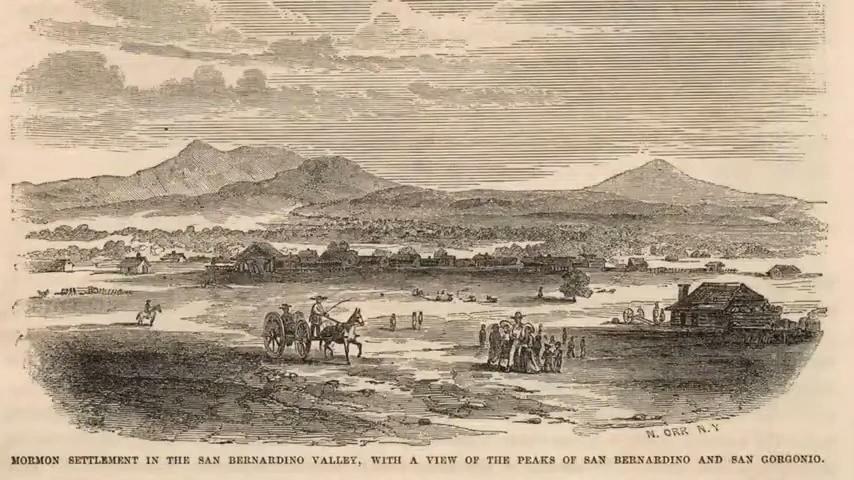 N. ORR N.Y
MORMON SETTLEMENT IN THE SAN BERNARDINO VALLEY, WITH A VIEW OF THE PEAKS OF SAN BERNARDINO AND SAN GORGONIO.